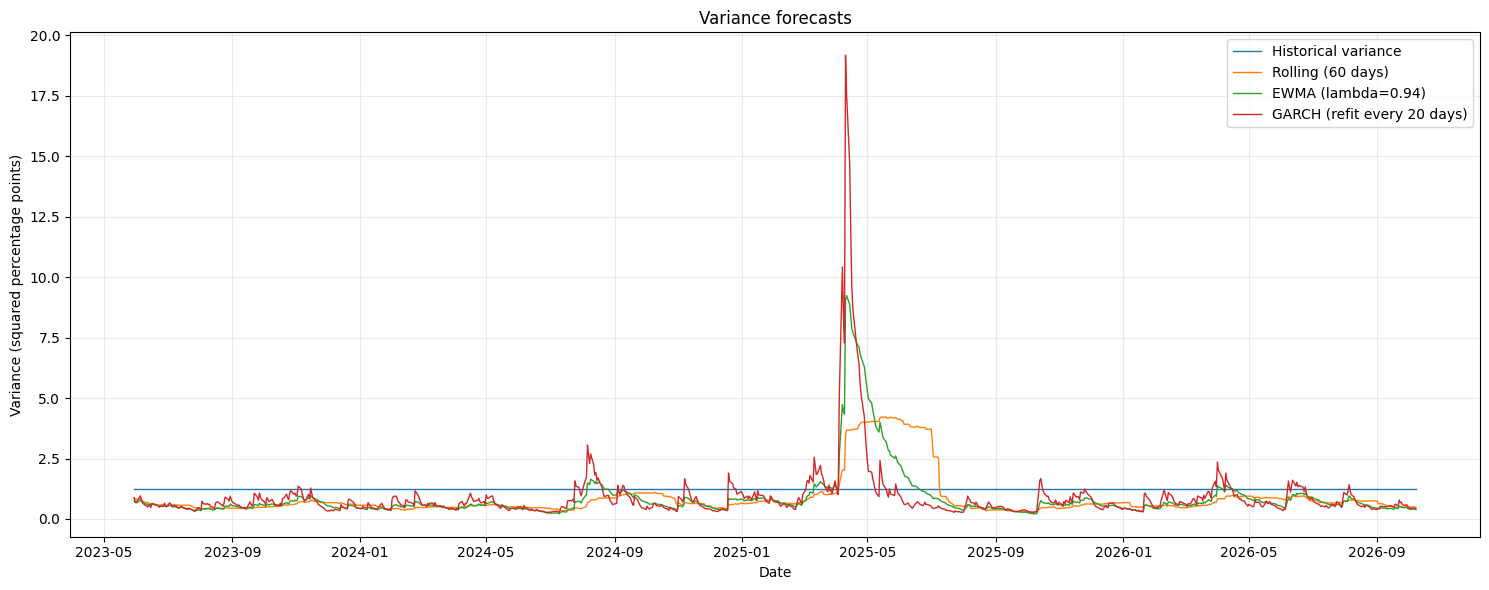 Variance forecasts
Variance (squared percentage points)
20.0
17.5
15.0
12.5
10.0
7.5
5.0
2.5
0.0
Historical variance
Rolling (60 days)
EWMA (lambda=0.94)
GARCH (refit every 20 days)
2023-05 2023-09 2024-01 2024-05 2024-09 2025-01 2025-05 2025-09 2026-01 2026-05 2026-09
Date